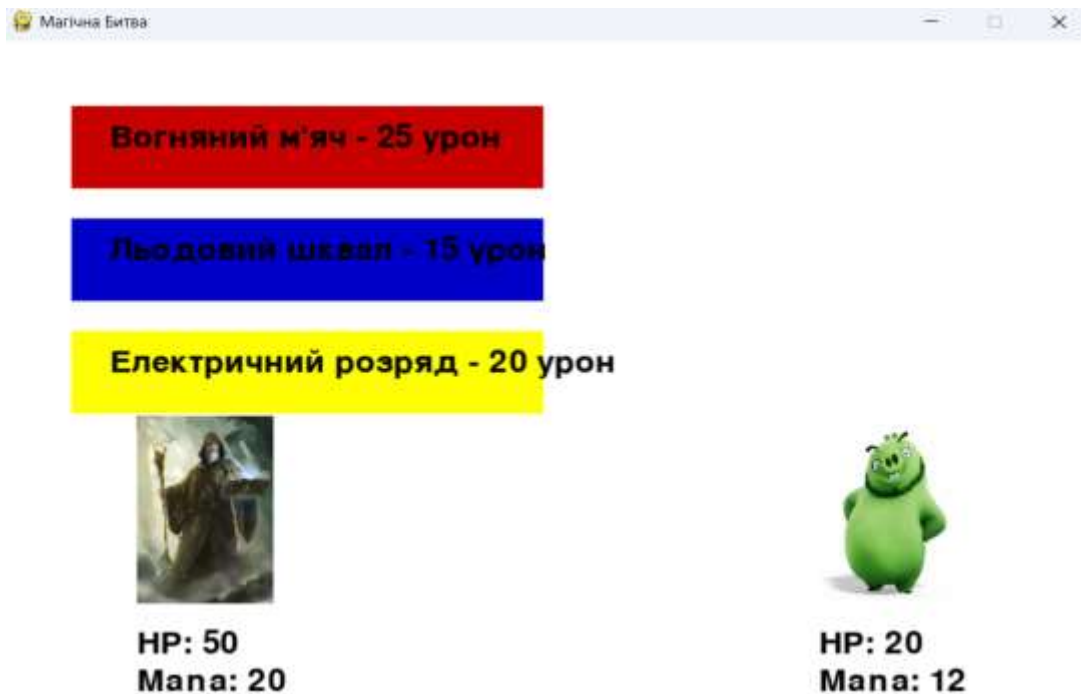 Магічна Битва
Вогняний м'яч - 25 урон
Льодовий шквал - 15 урон
Електричний розряд - 20 урон
HP: 50
Mana: 20
HP: 20
Mana: 12